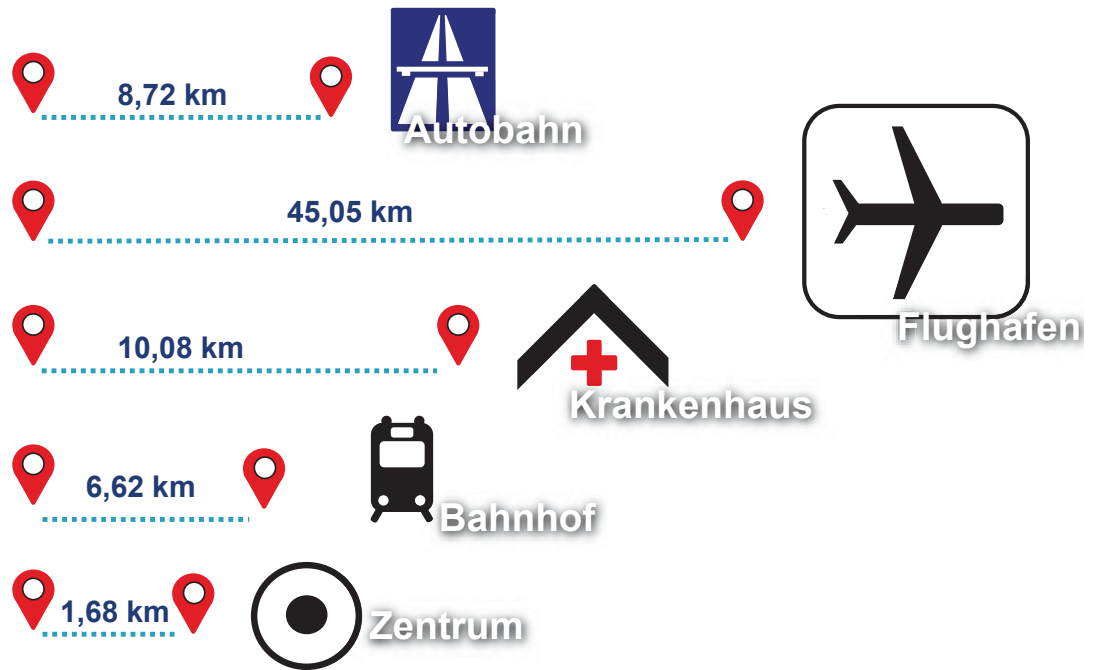 8,72 km
Autobahn
45,05 km
Flughafen
10,08 km
Krankenhaus
6,62 km
Bahnhof
1,68 km
Zentrum